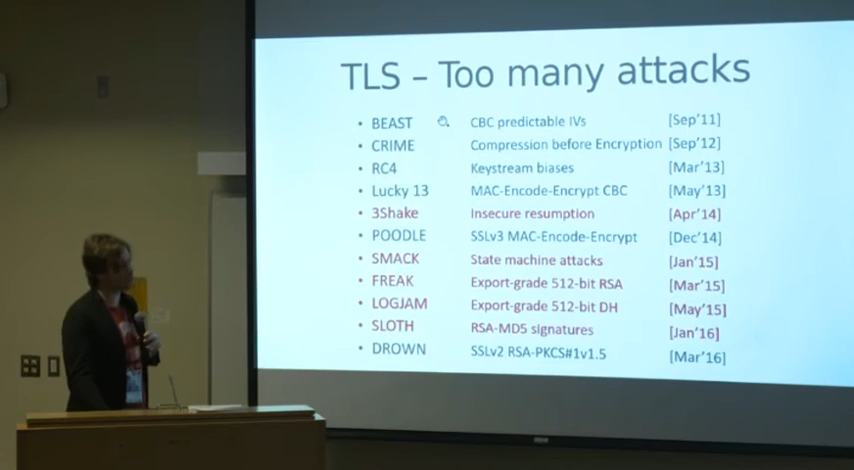 TLS – Too many attacks
• BEAST CBC predictable IVs [Sep'11]
• CRIME Compression before Encryption [Sep'12]
• RC4 Keystream biases [Mar'13]
• Lucky 13 MAC-Encode-Encrypt CBC [May'13]
• 3Shake Insecure resumption [Apr'14]
• POODLE SSLv3 MAC-Encode-Encrypt [Dec'14]
• SMACK State machine attacks [Jan'15]
• FREAK Export-grade 512-bit RSA [Mar'15]
• LOGJAM Export-grade 512-bit DH [May'15]
• SLOTH RSA-MD5 signatures [Jan'16]
• DROWN SSLv2 RSA-PKCS#1v1.5 [Mar'16]